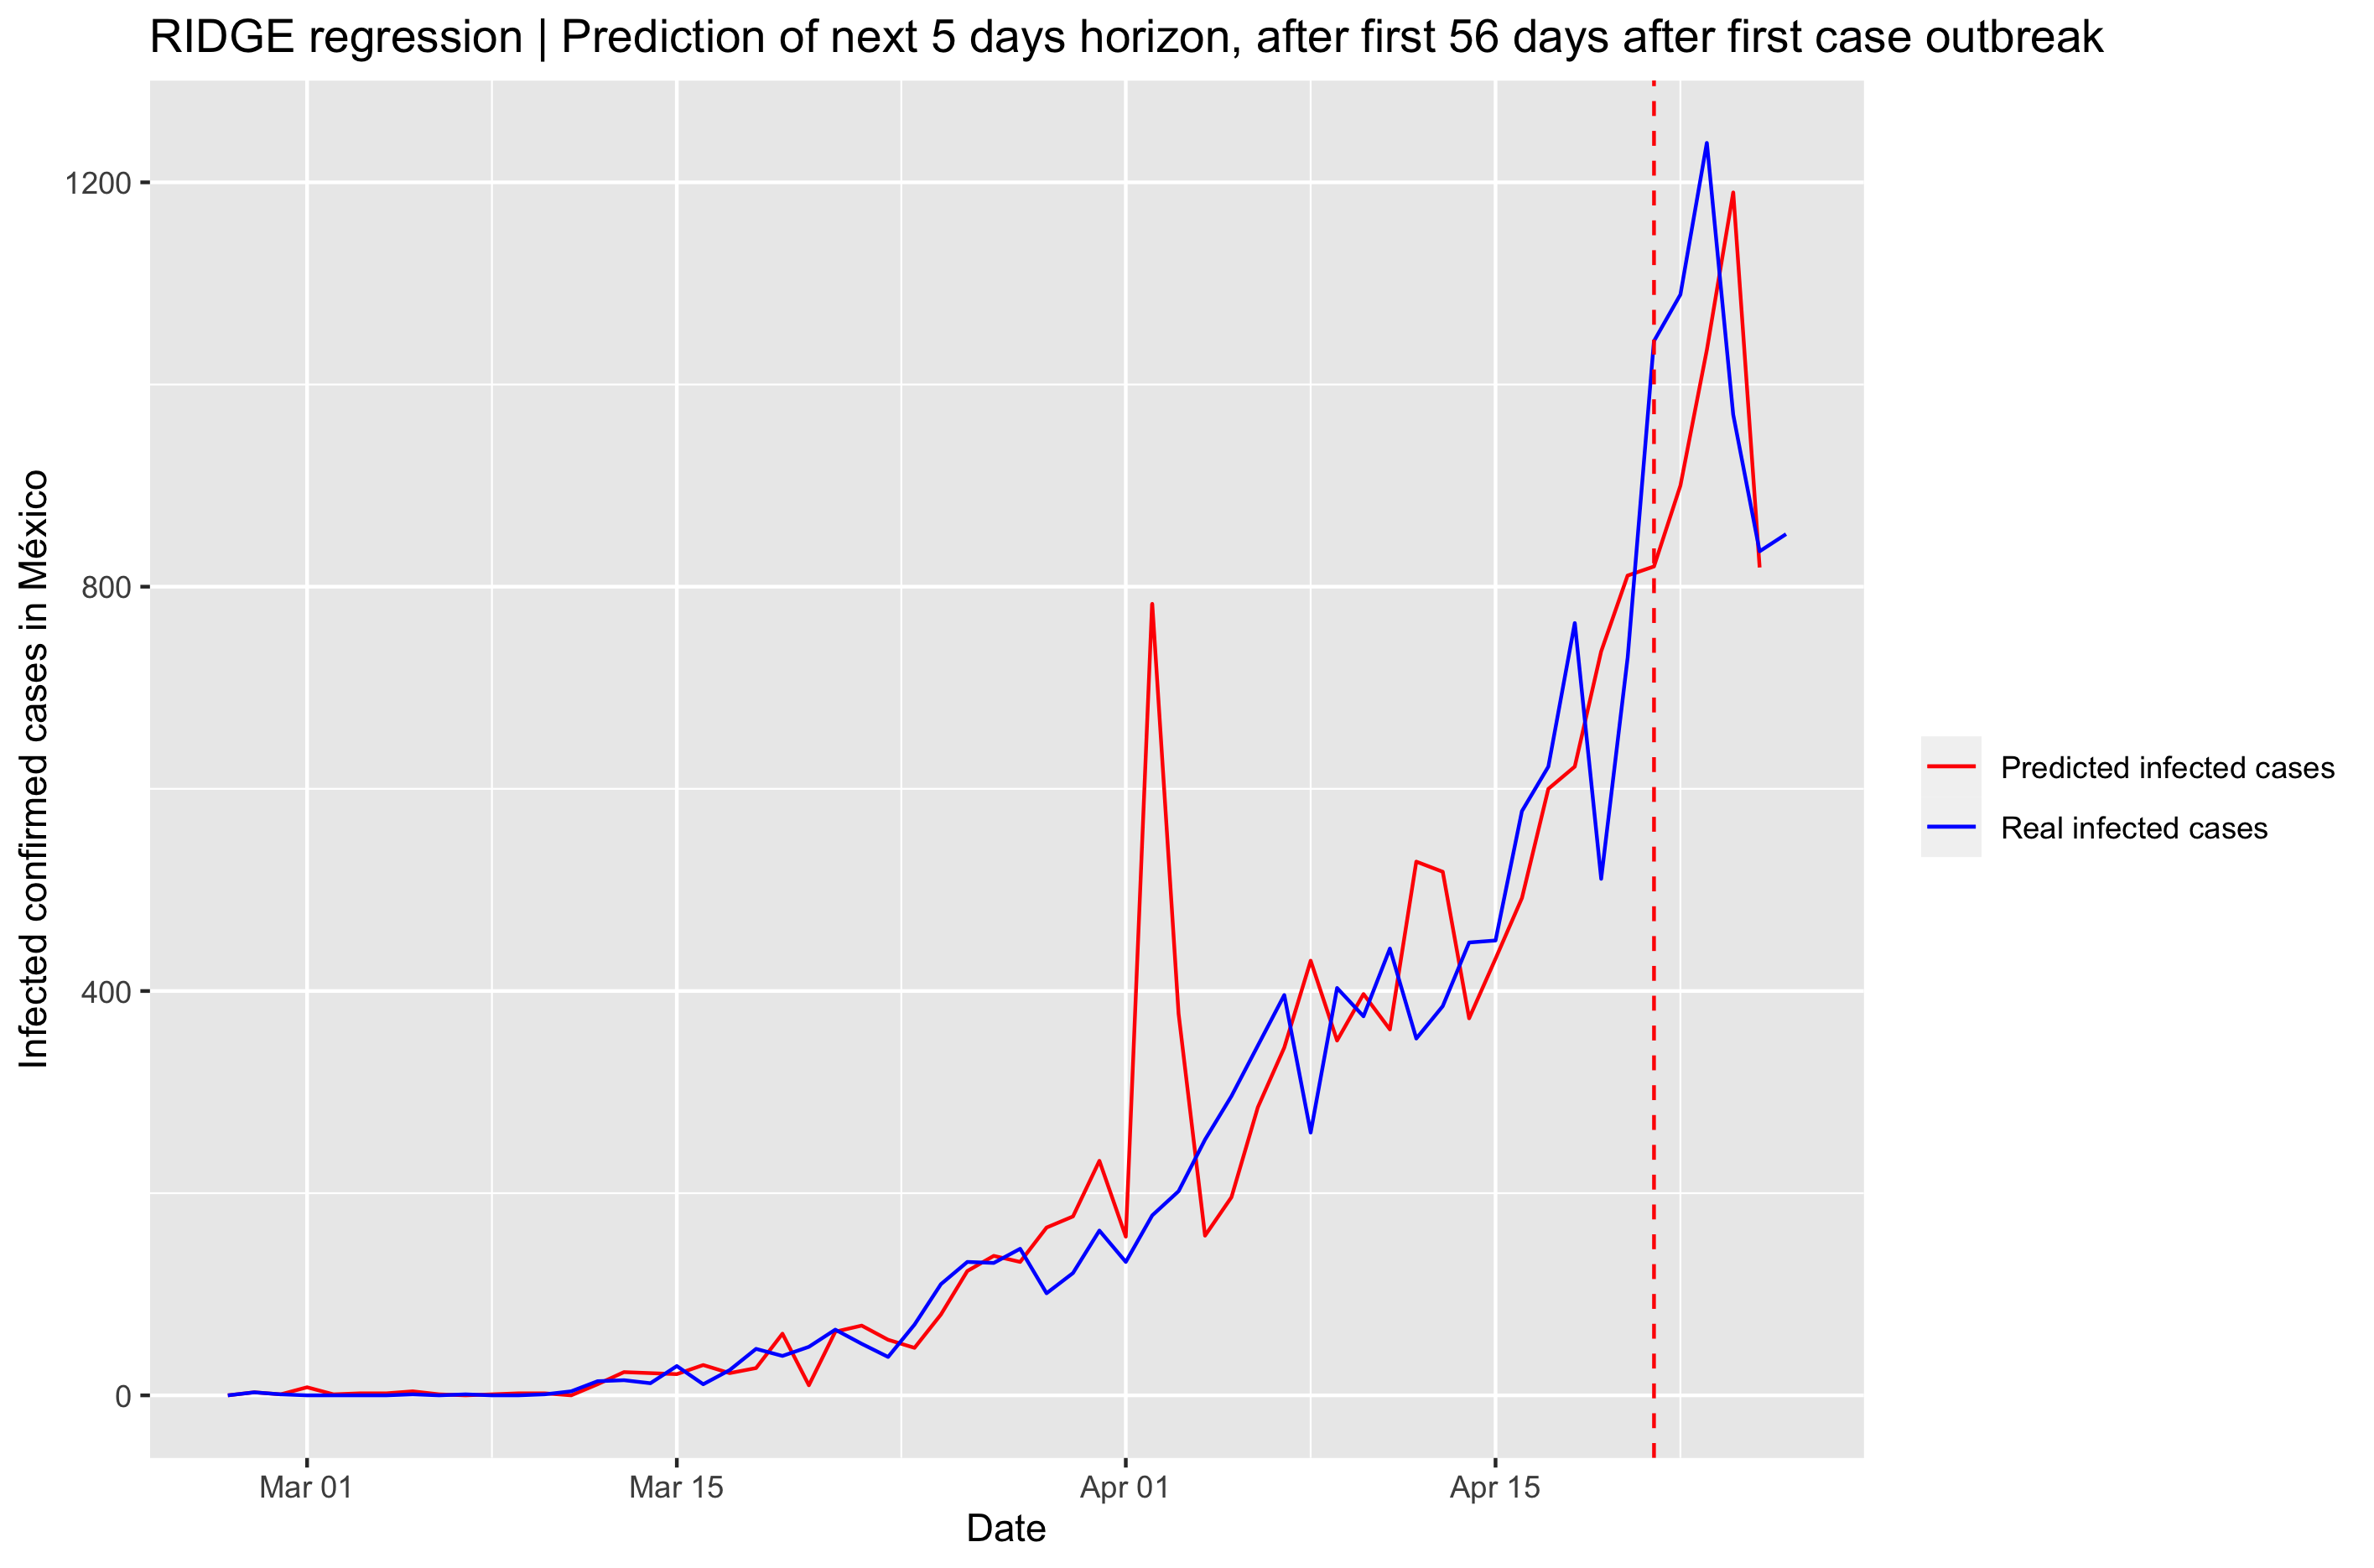 RIDGE regression | Prediction of next 5 days horizon, after first 56 days after first case outbreak
Infected confirmed cases in México
1200
800
400
0
Mar 01
Mar 15
Apr 01
Apr 15
Date
Predicted infected cases
Real infected cases